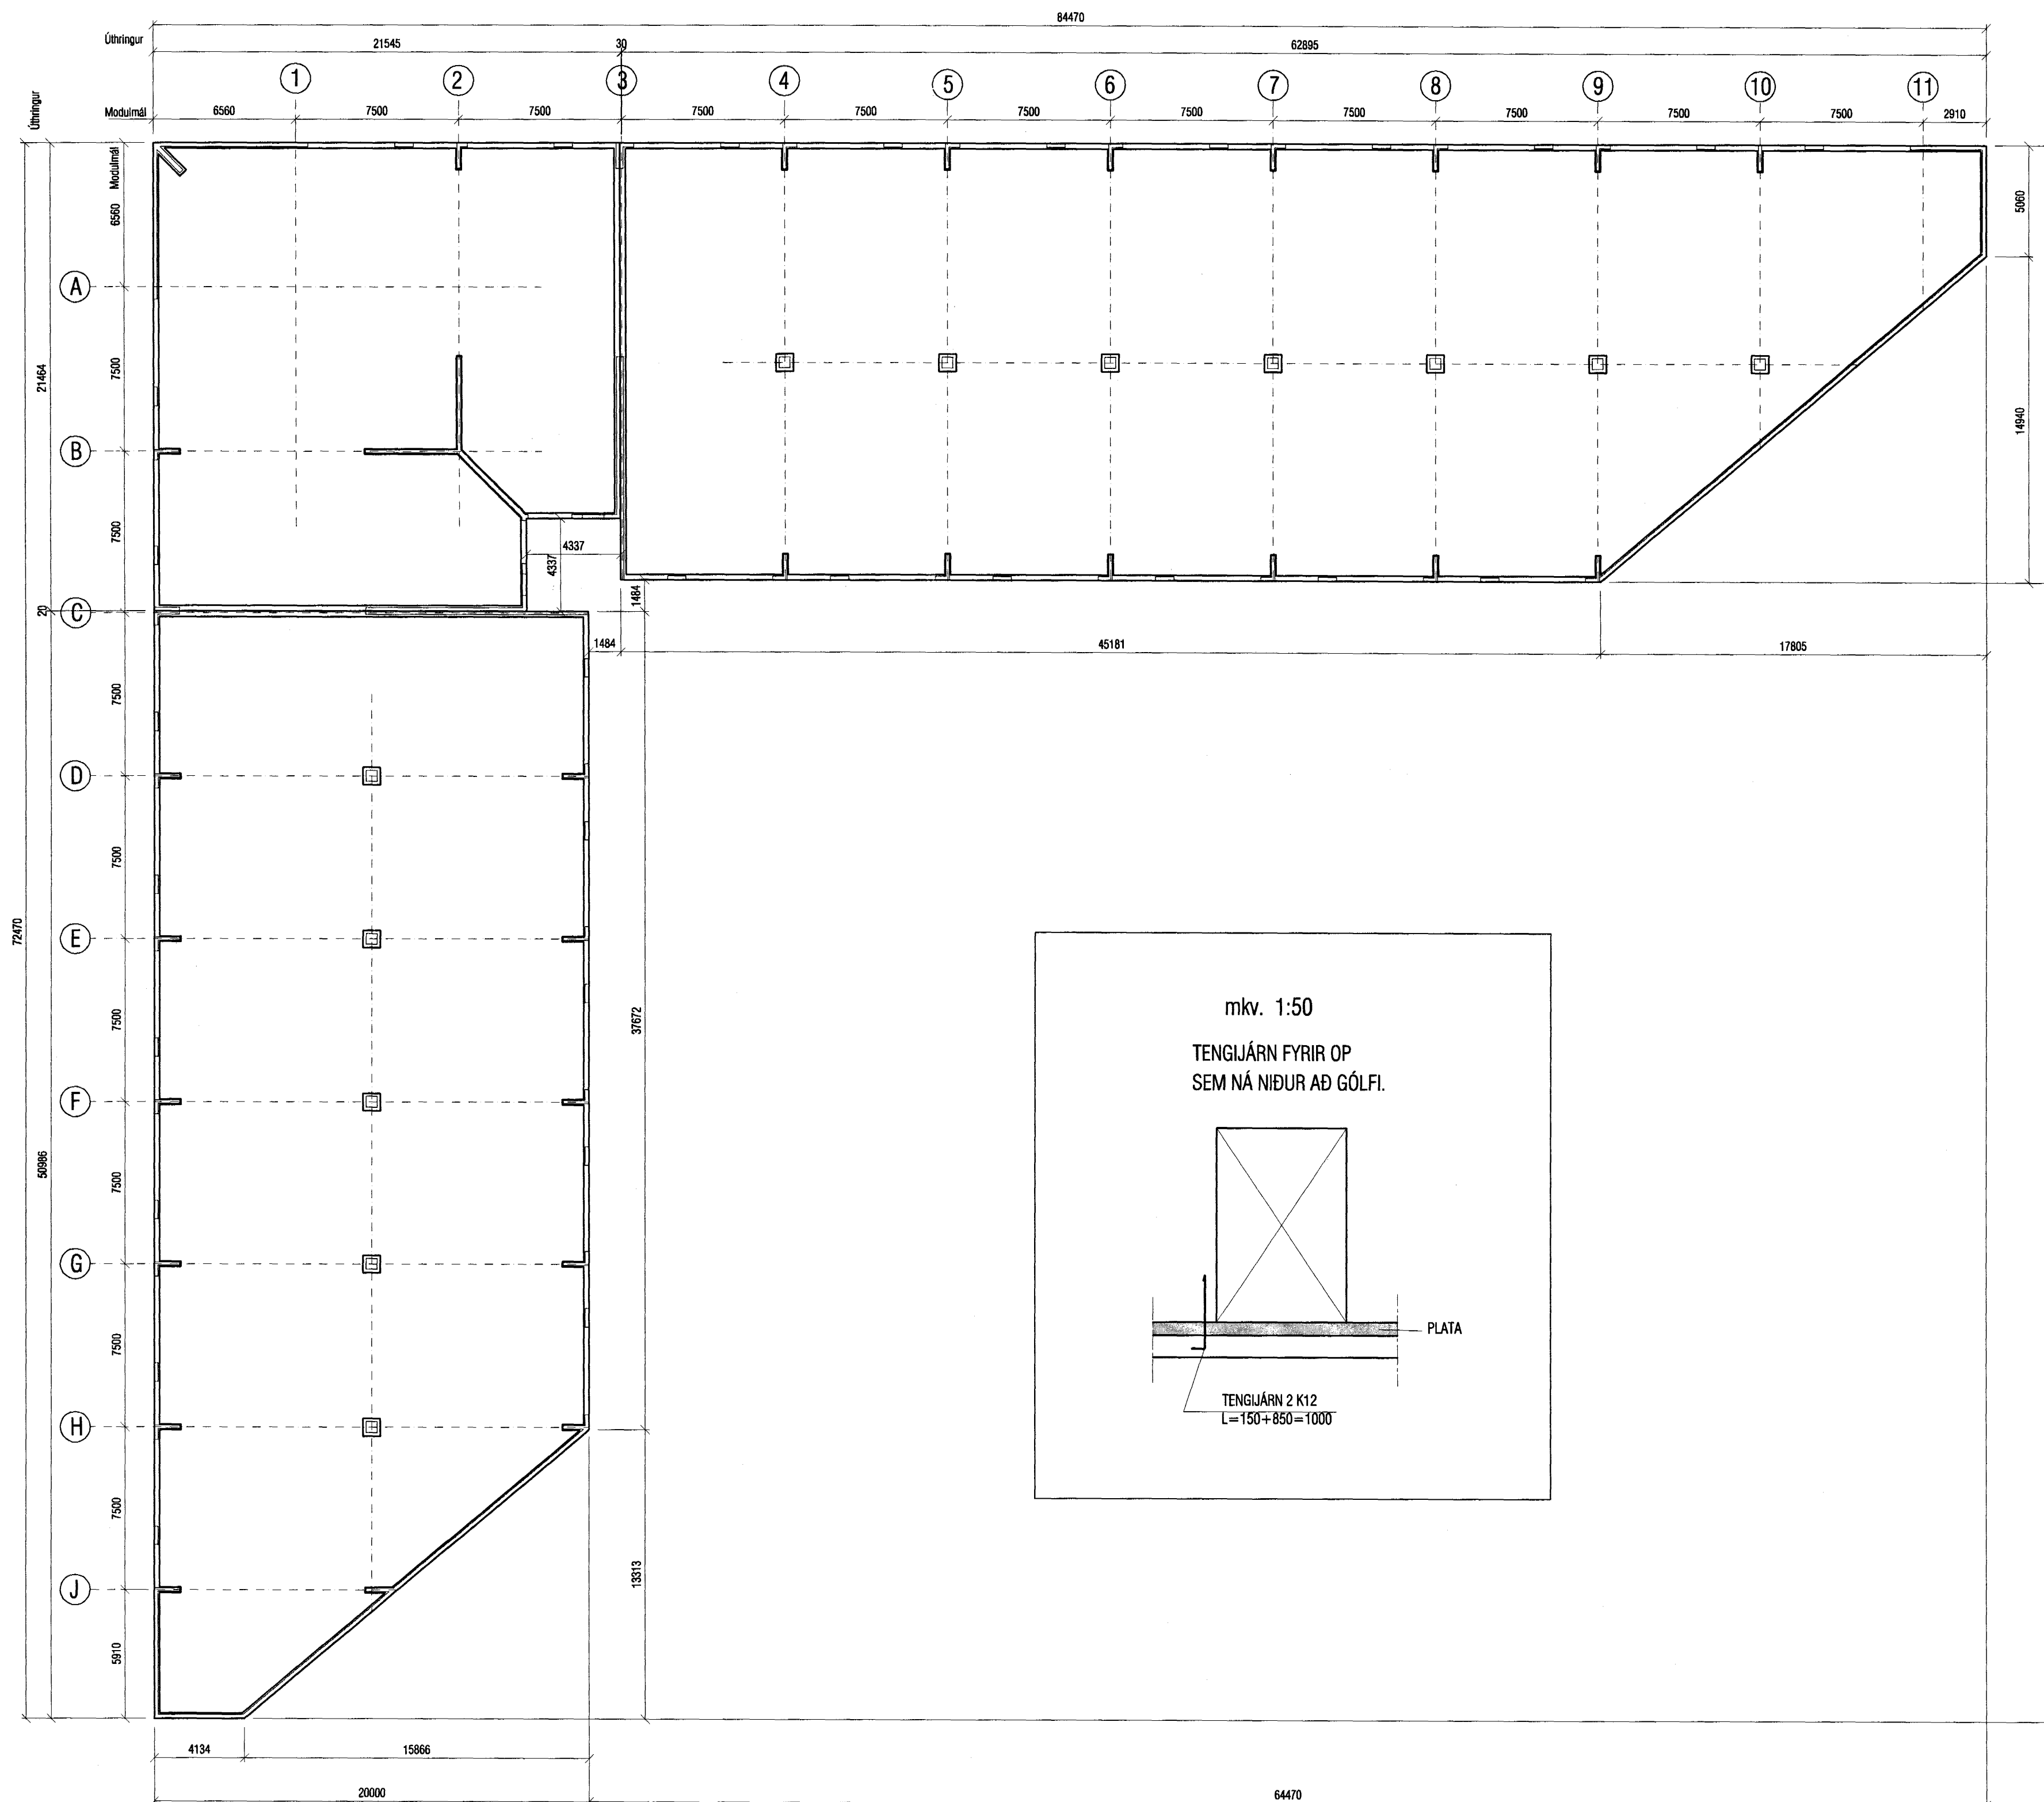 84470
Úthringur
21545 30 62895
1 2 3 4 5 6 7 8 9 10 11
Modulmál 6560 7500 7500 7500 7500 7500 7500 7500 7500 7500 7500 2910
Úthringur
Modulmál
6560
7500
7500
7500
7500
7500
7500
7500
7500
5910
21464
20
50986
72470
A
B
C
D
E
F
G
H
J
5060
14940
4337
4337
1484
1484 45181 17805
37672
13313
mkv. 1:50
TENGIJÁRN FYRIR OP
SEM NÁ NIÐUR AÐ GÓLFI.
PLATA
TENGIJÁRN 2 K12
L=150+850=1000
4134 15866
20000 64470